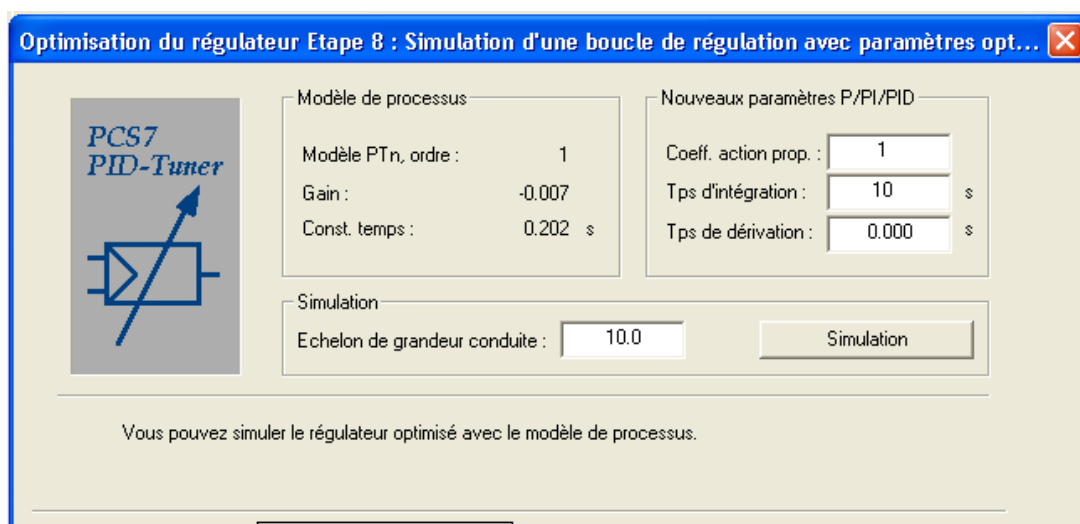 Optimisation du régulateur Etape 8 : Simulation d'une boucle de régulation avec paramètres opt...
PCS7
PID-Tuner
Modèle de processus
Modèle PTn, ordre : 1
Gain : -0.007
Const. temps : 0.202 s
Nouveaux paramètres P/PI/PID
Coeff. action prop. : 1
Tps d'intégration : 10 s
Tps de dérivation : 0.000 s
Simulation
Echelon de grandeur conduite : 10.0 Simulation
Vous pouvez simuler le régulateur optimisé avec le modèle de processus.